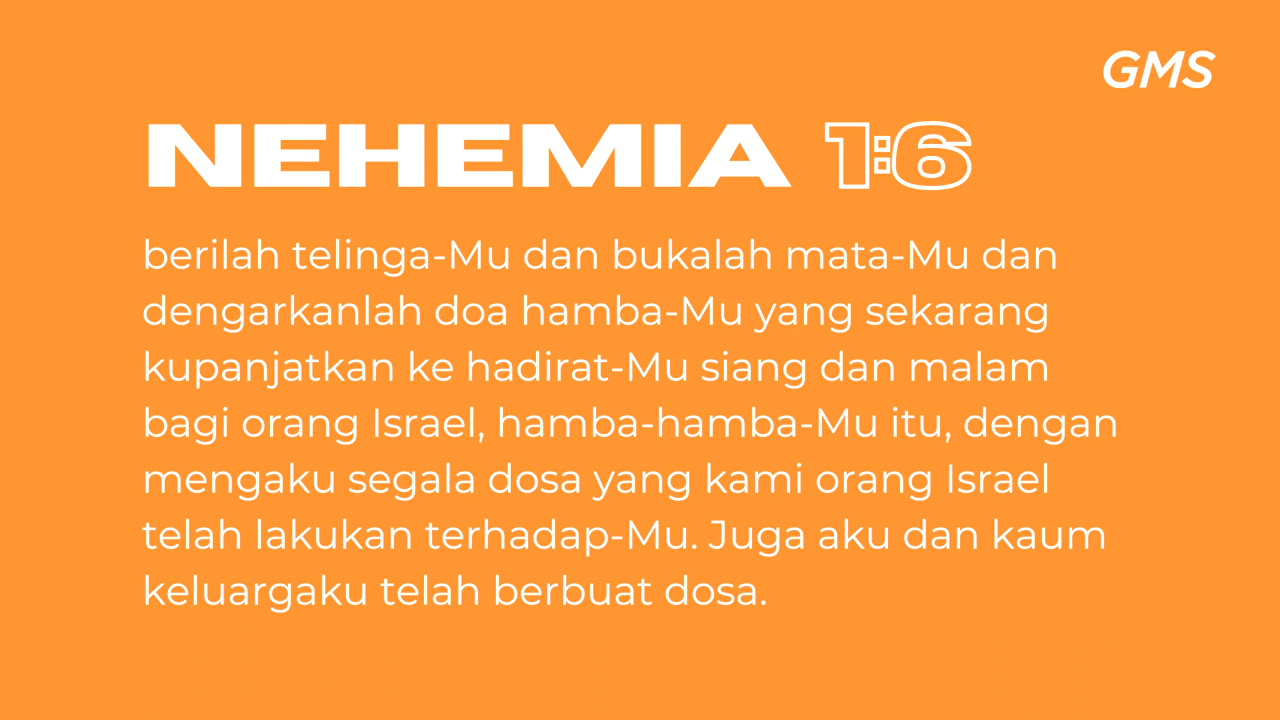 GMS
NEHEMIA 1:6
berilah telinga-Mu dan bukalah mata-Mu dan
dengarkanlah doa hamba-Mu yang sekarang
kupanjatkan ke hadirat-Mu siang dan malam
bagi orang Israel, hamba-hamba-Mu itu, dengan
mengaku segala dosa yang kami orang Israel
telah lakukan terhadap-Mu. Juga aku dan kaum
keluargaku telah berbuat dosa.